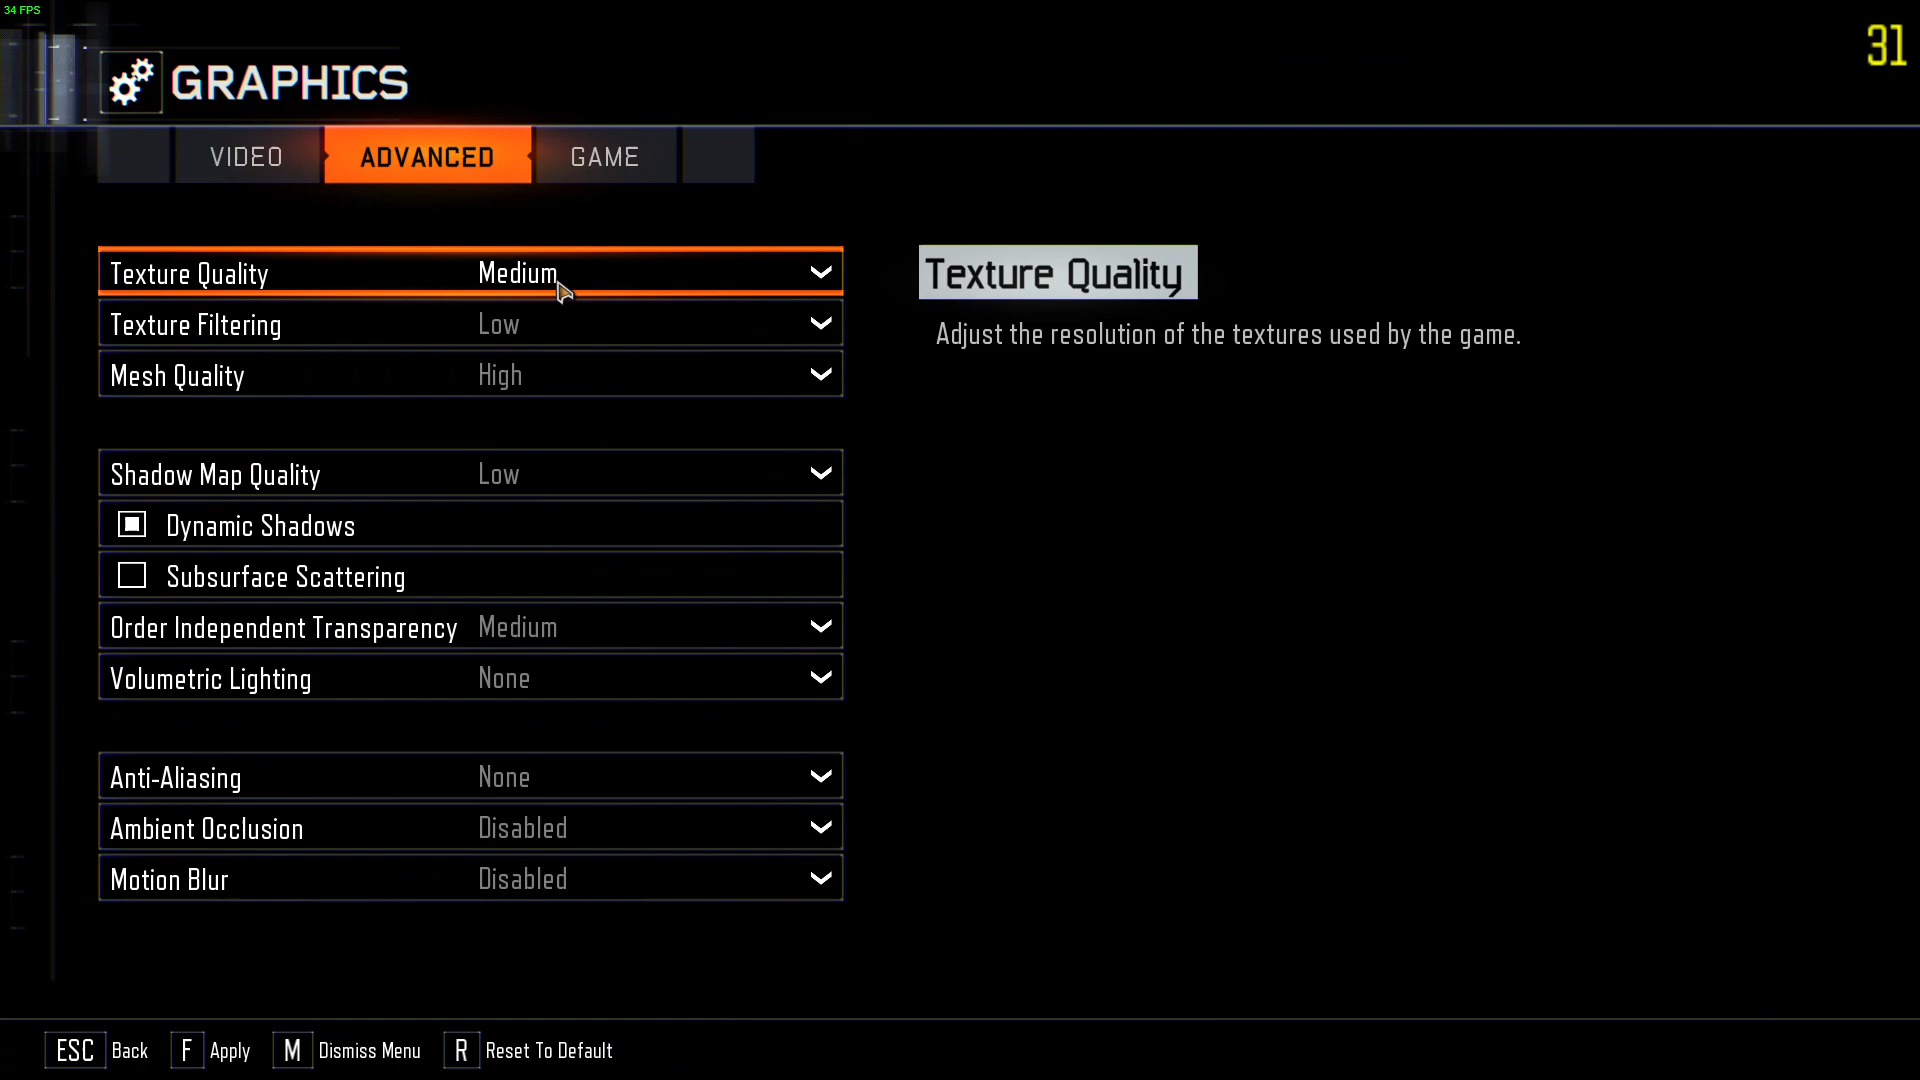 34 FPS
31
GRAPHICS
VIDEO ADVANCED GAME
Texture Quality Medium
Texture Filtering Low
Mesh Quality High
Shadow Map Quality Low
Dynamic Shadows
Subsurface Scattering
Order Independent Transparency Medium
Volumetric Lighting None
Anti-Aliasing None
Ambient Occlusion Disabled
Motion Blur Disabled
Texture Quality
Adjust the resolution of the textures used by the game.
ESC Back F Apply M Dismiss Menu R Reset To Default